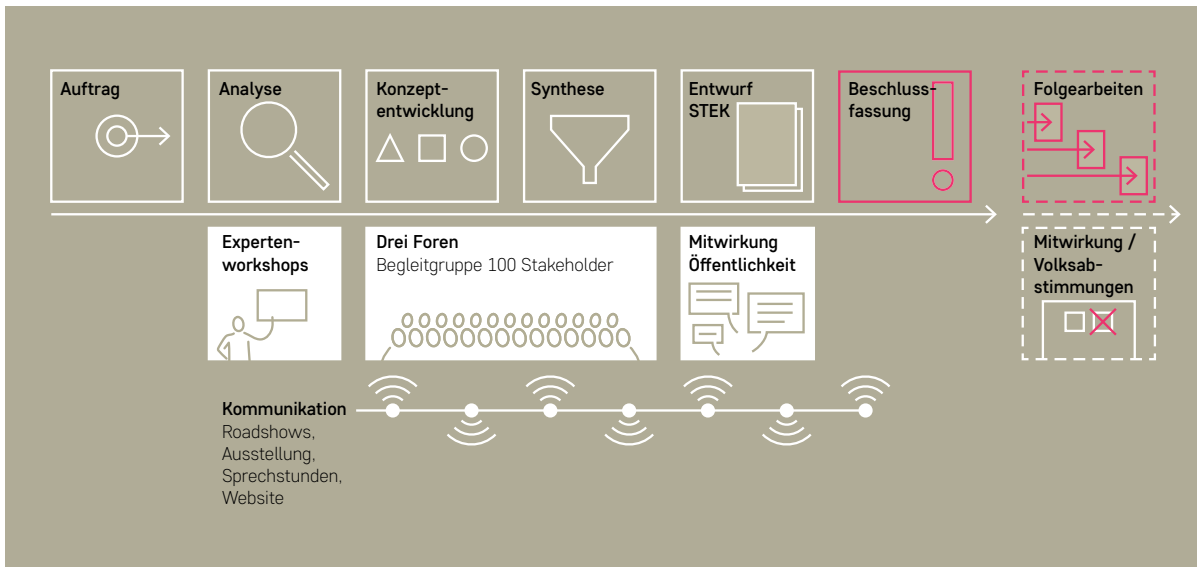 Auftrag
Analyse
Konzept-
entwicklung
Synthese
Entwurf
STEK
Beschluss-
fassung
Folgearbeiten
Experten-
workshops
Drei Foren
Begleitgruppe 100 Stakeholder
Mitwirkung
Öffentlichkeit
Mitwirkung /
Volksab-
stimmungen
Kommunikation
Roadshows,
Ausstellung,
Sprechstunden,
Website